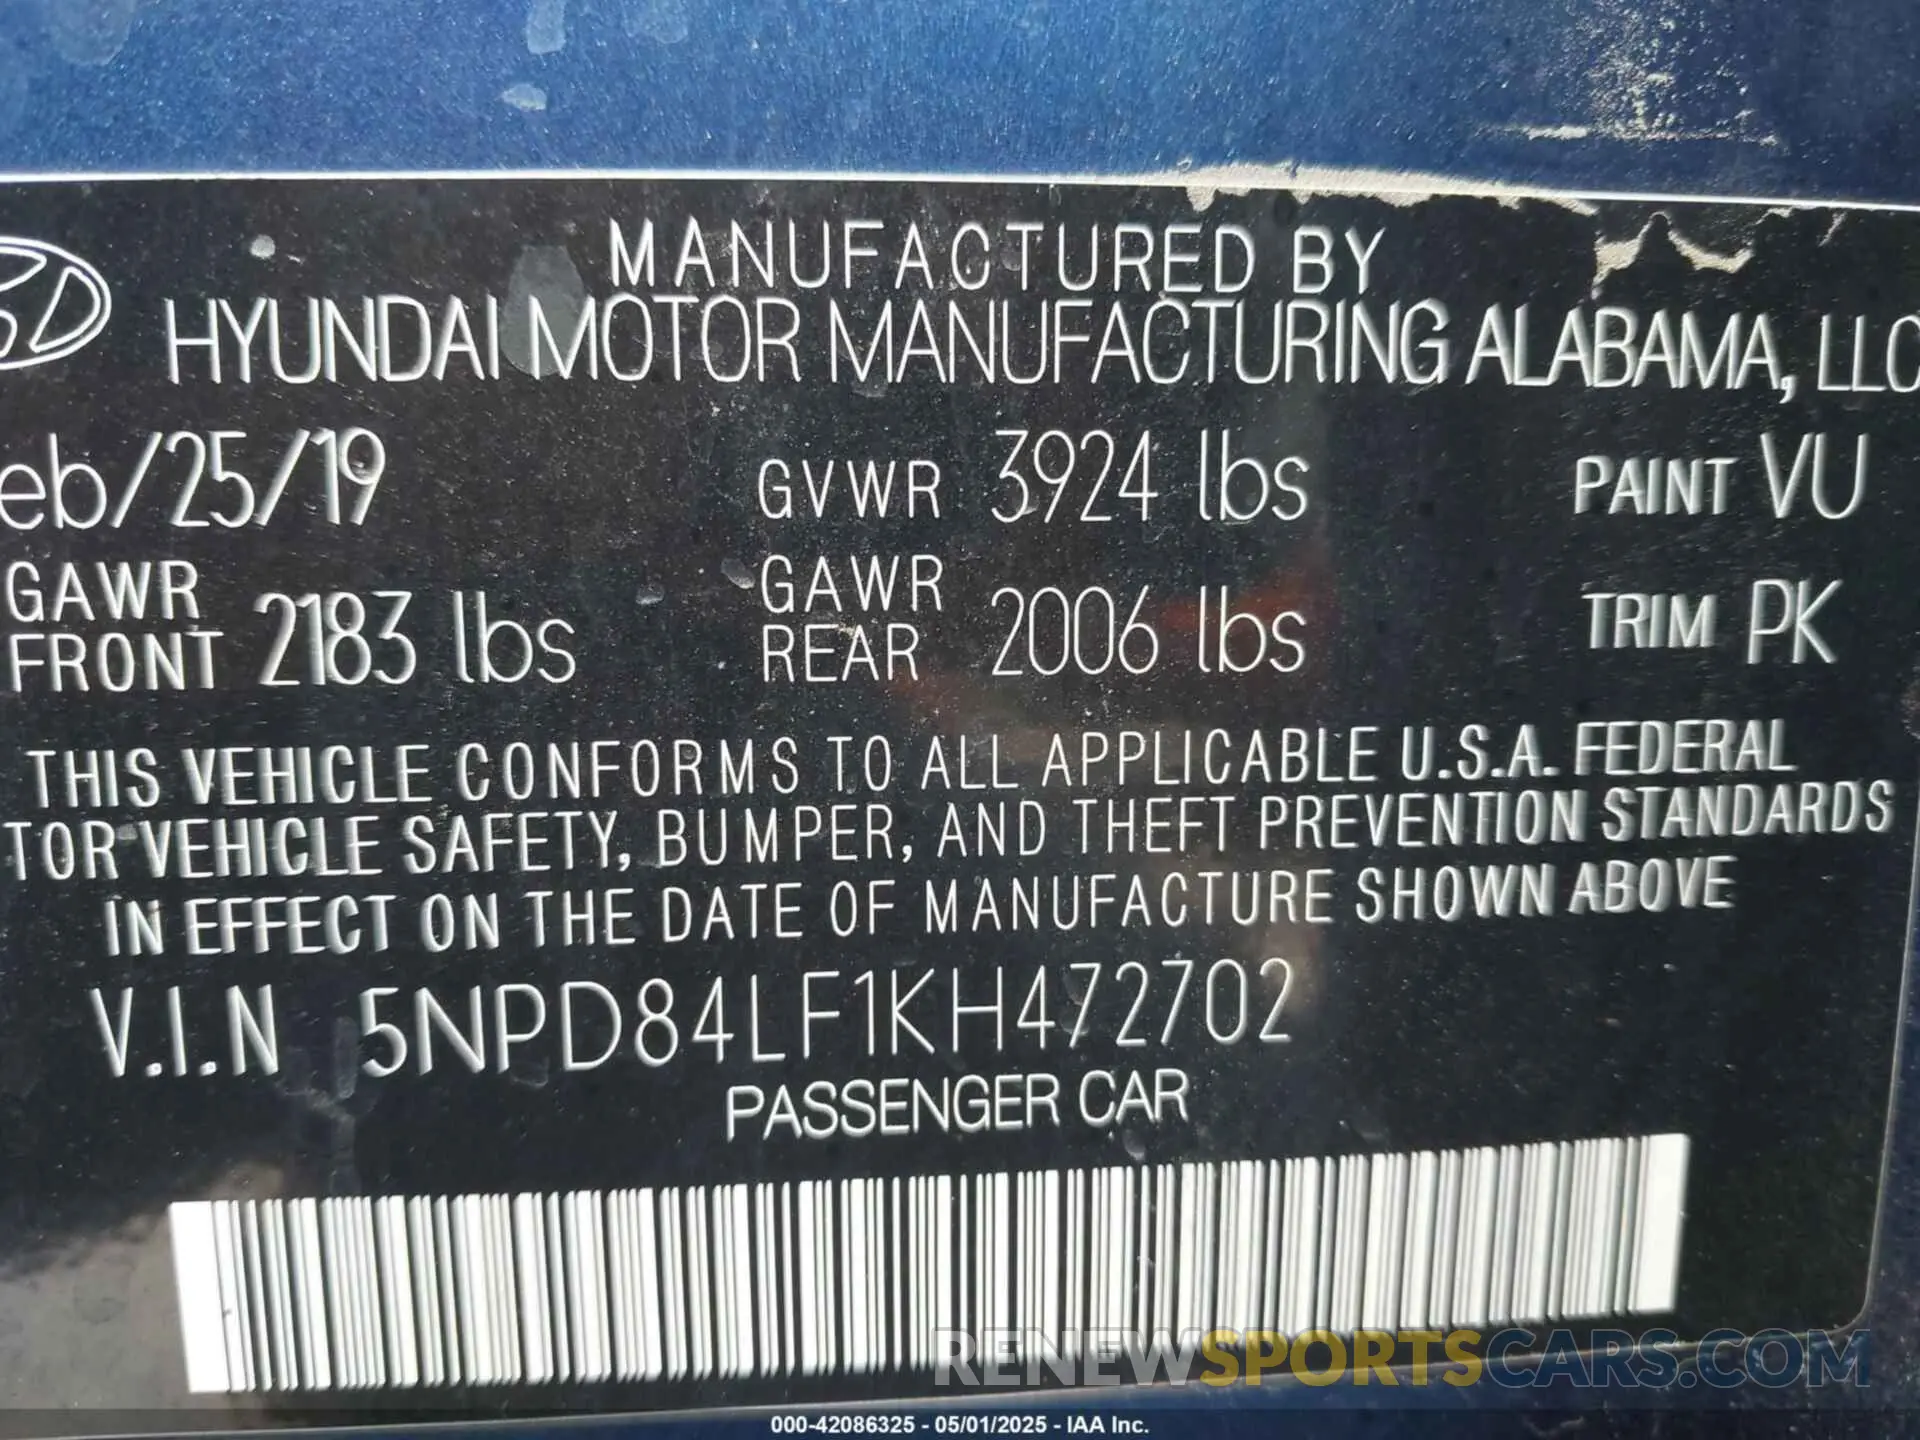 MANUFACTURED BY
HYUNDAI MOTOR MANUFACTURING ALABAMA, LLC
eb/25/19 GVWR 3924 lbs PAINT VU
GAWR FRONT 2183 lbs GAWR REAR 2006 lbs TRIM PK
THIS VEHICLE CONFORMS TO ALL APPLICABLE U.S.A. FEDERAL
TOR VEHICLE SAFETY, BUMPER, AND THEFT PREVENTION STANDARDS
IN EFFECT ON THE DATE OF MANUFACTURE SHOWN ABOVE
V.I.N 5NPD84LF1KH472702
PASSENGER CAR
RENEWSPORTSCARS.COM
000-42086325 - 05/01/2025 - IAA Inc.